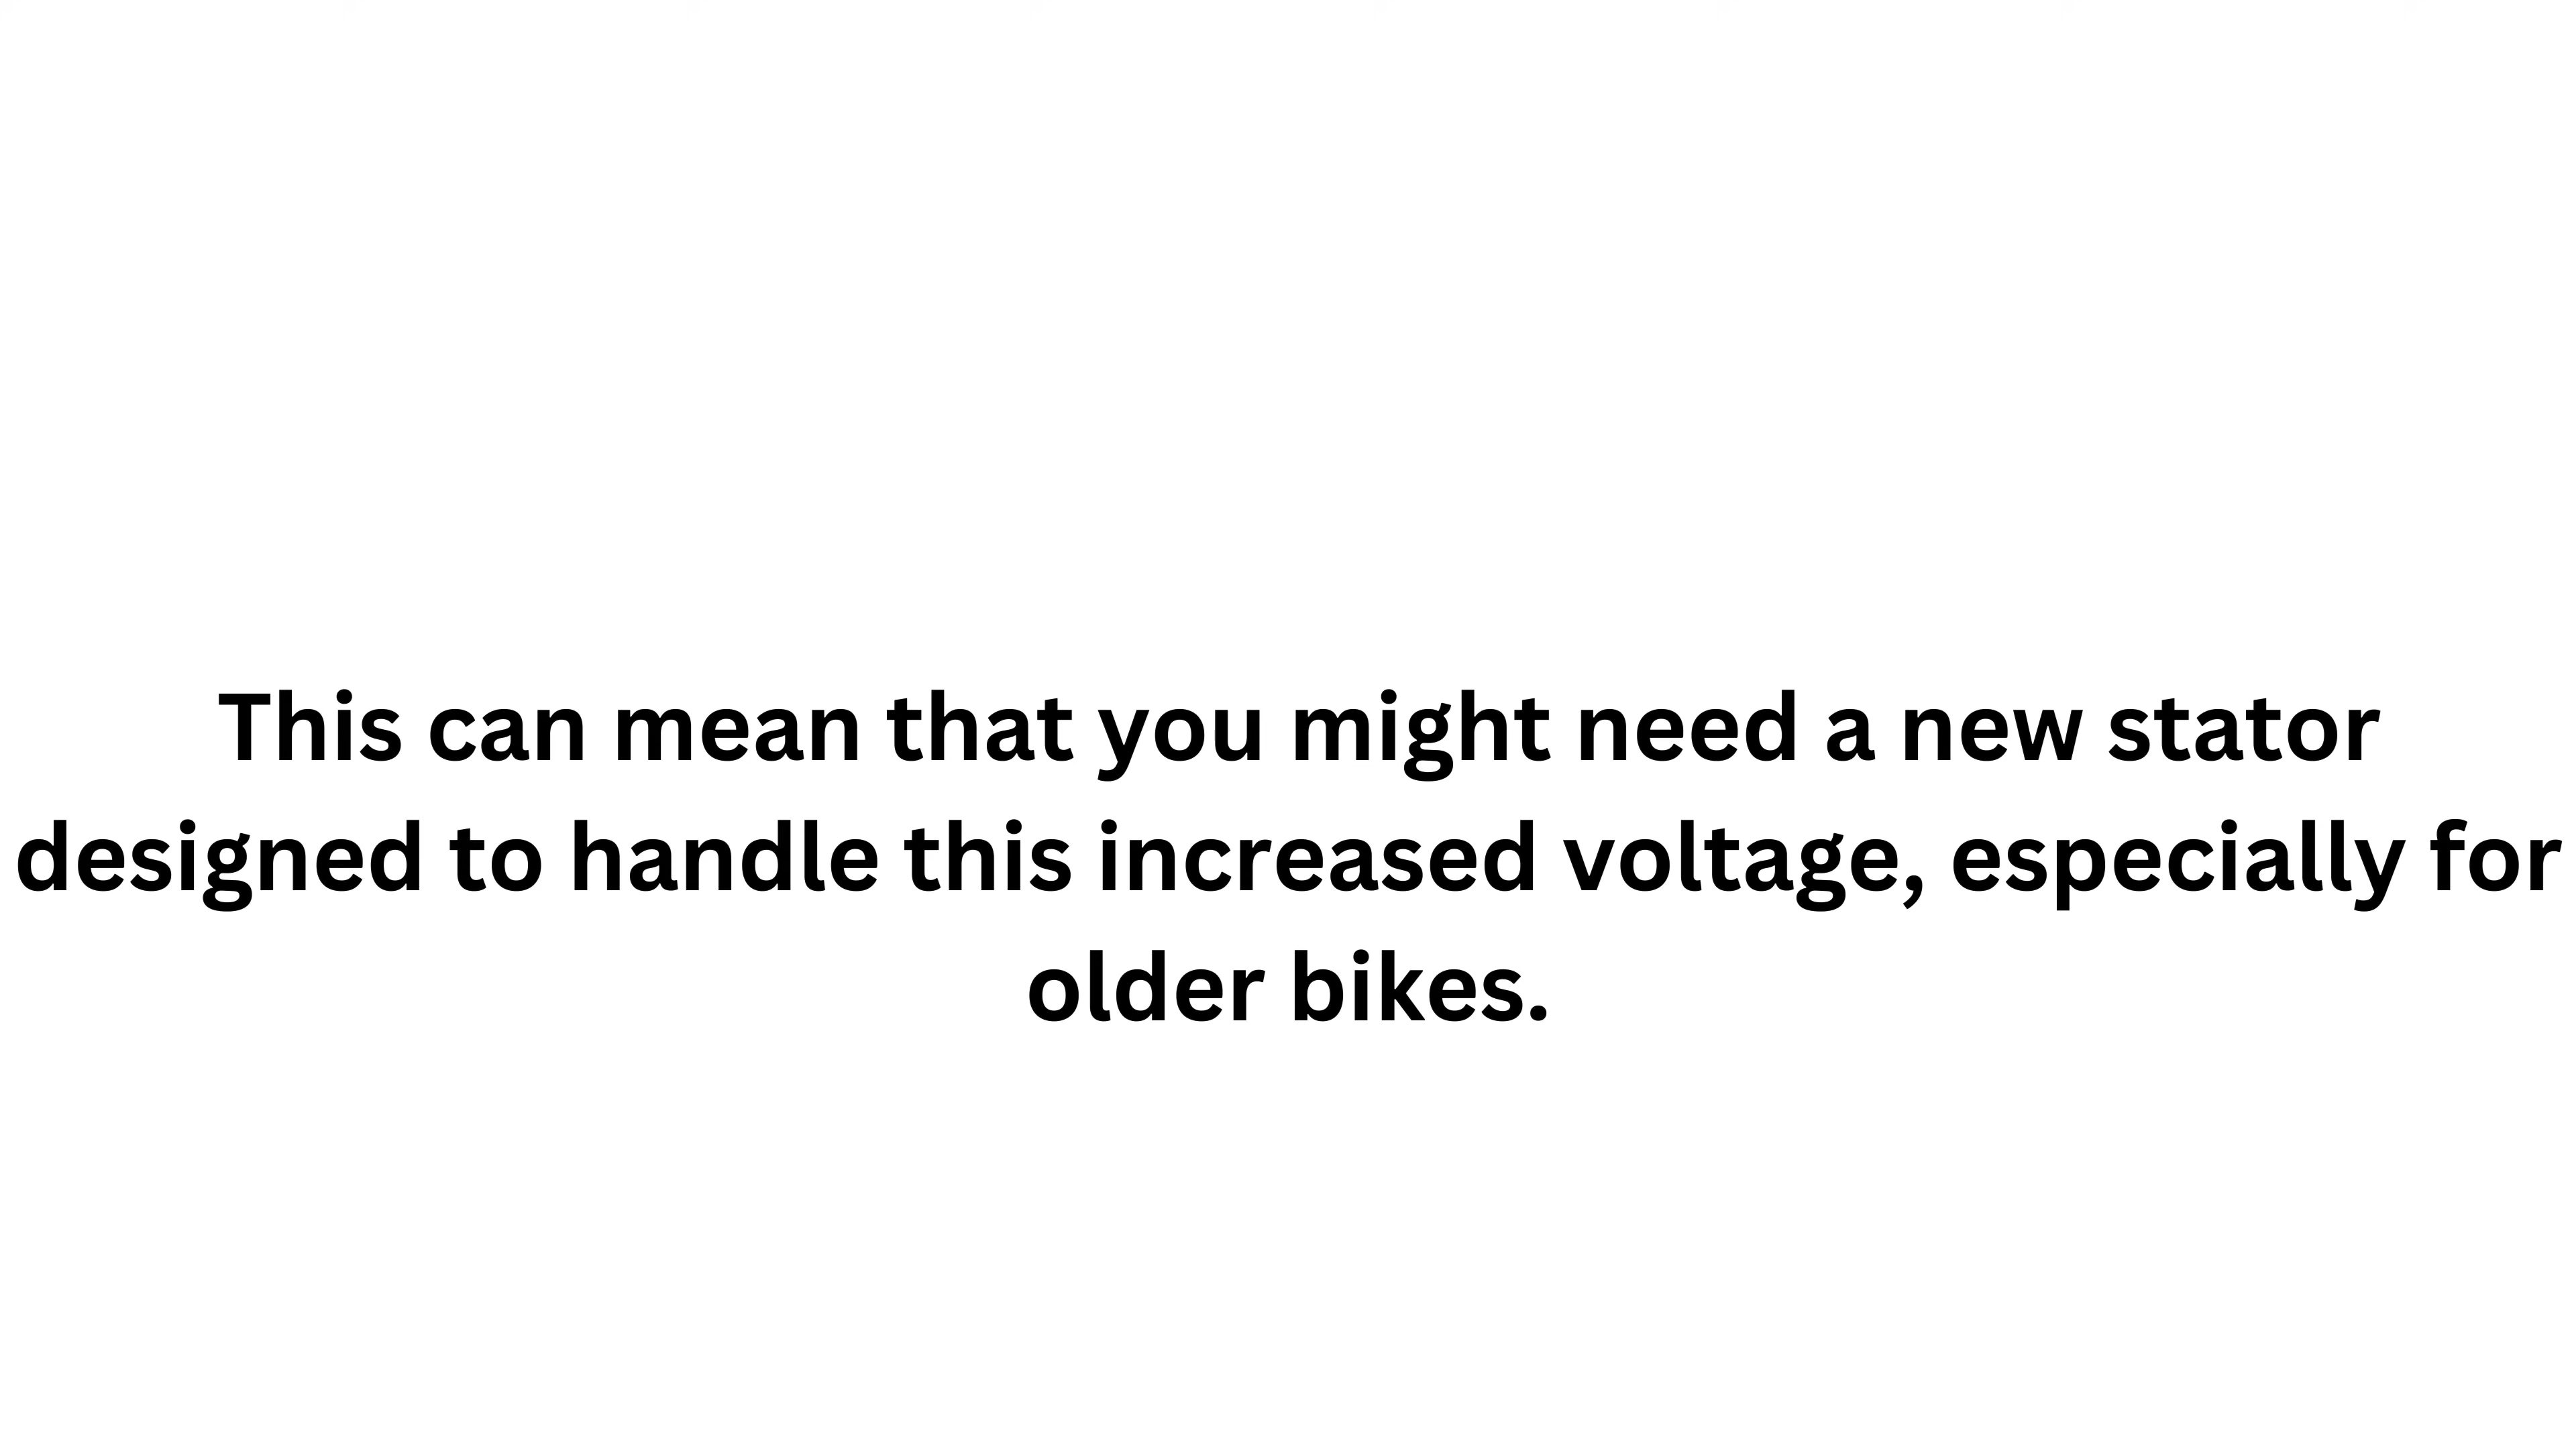 This can mean that you might need a new stator
designed to handle this increased voltage, especially for
older bikes.